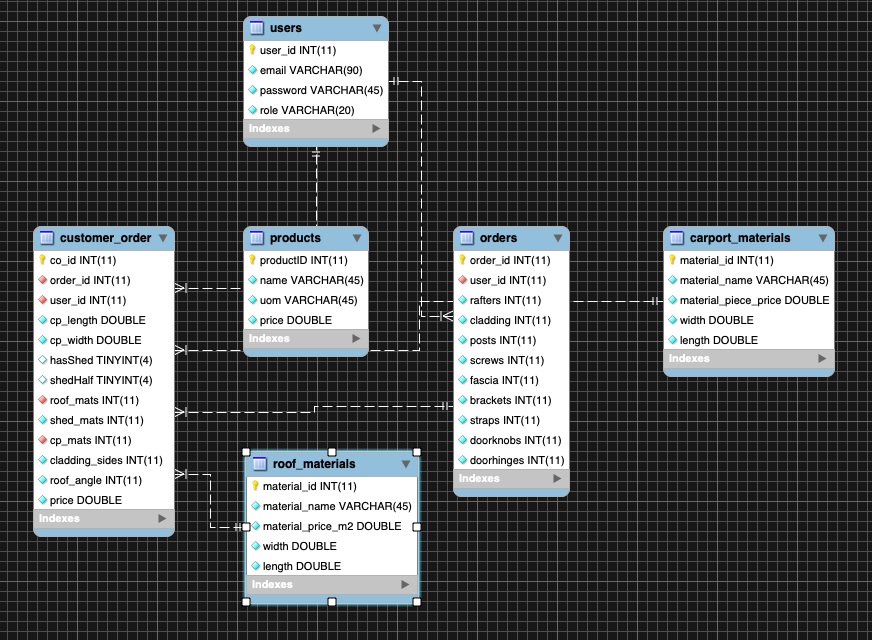 users
user_id INT(11)
email VARCHAR(90)
password VARCHAR(45)
role VARCHAR(20)
Indexes
customer_order
co_id INT(11)
order_id INT(11)
user_id INT(11)
cp_length DOUBLE
cp_width DOUBLE
hasShed TINYINT(4)
shedHalf TINYINT(4)
roof_mats INT(11)
shed_mats INT(11)
cp_mats INT(11)
cladding_sides INT(11)
roof_angle INT(11)
price DOUBLE
Indexes
products
productID INT(11)
name VARCHAR(45)
uom VARCHAR(45)
price DOUBLE
Indexes
orders
order_id INT(11)
user_id INT(11)
rafters INT(11)
cladding INT(11)
posts INT(11)
screws INT(11)
fascia INT(11)
brackets INT(11)
straps INT(11)
doorknobs INT(11)
doorhinges INT(11)
Indexes
carport_materials
material_id INT(11)
material_name VARCHAR(45)
material_piece_price DOUBLE
width DOUBLE
length DOUBLE
Indexes
roof_materials
material_id INT(11)
material_name VARCHAR(45)
material_price_m2 DOUBLE
width DOUBLE
length DOUBLE
Indexes